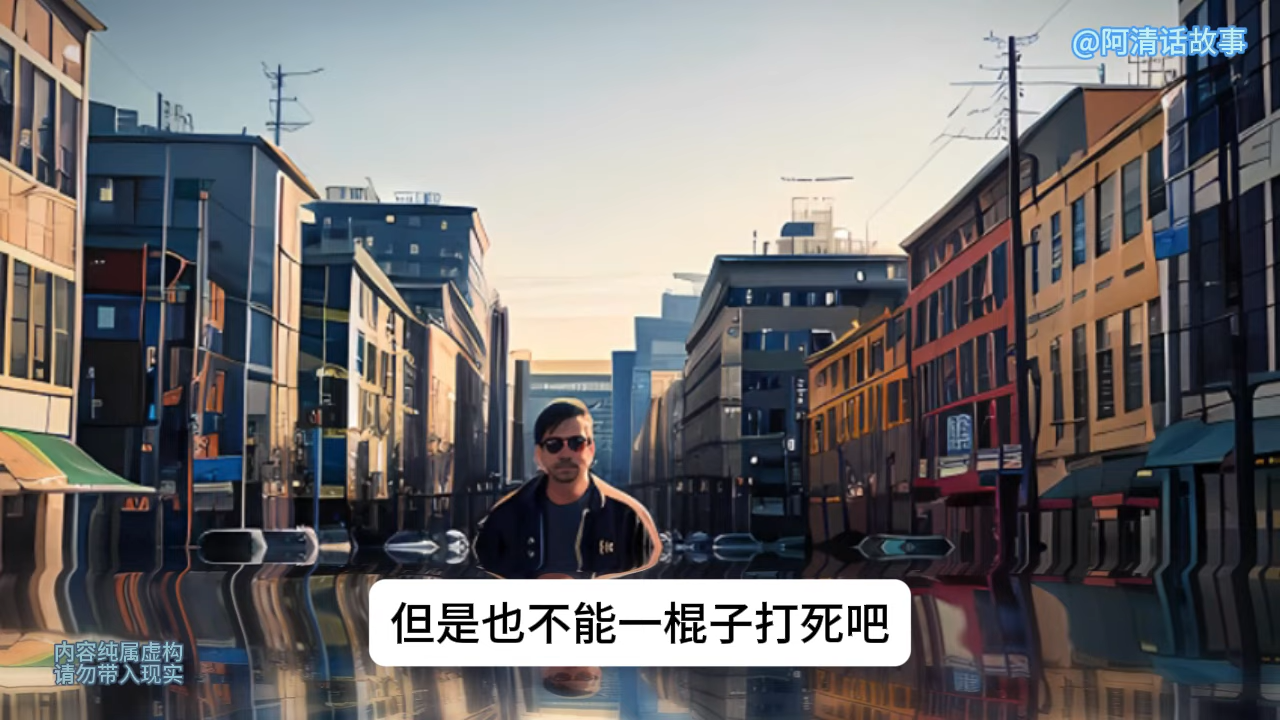 @阿清话故事
但是也不能一棍子打死吧
内容纯属虚构
请勿带入现实